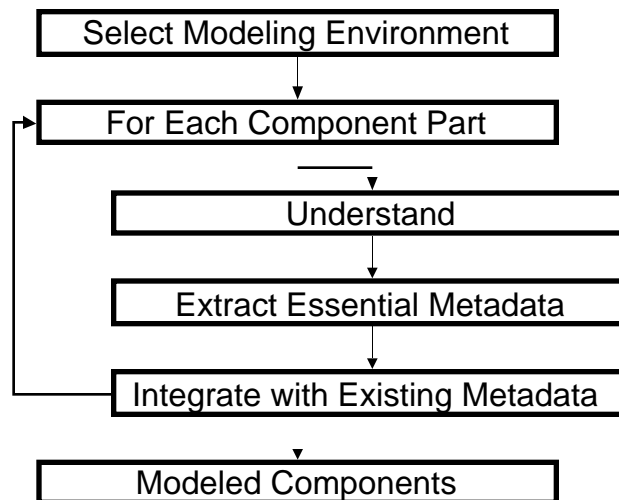 Select Modeling Environment
For Each Component Part
Understand
Extract Essential Metadata
Integrate with Existing Metadata
Modeled Components